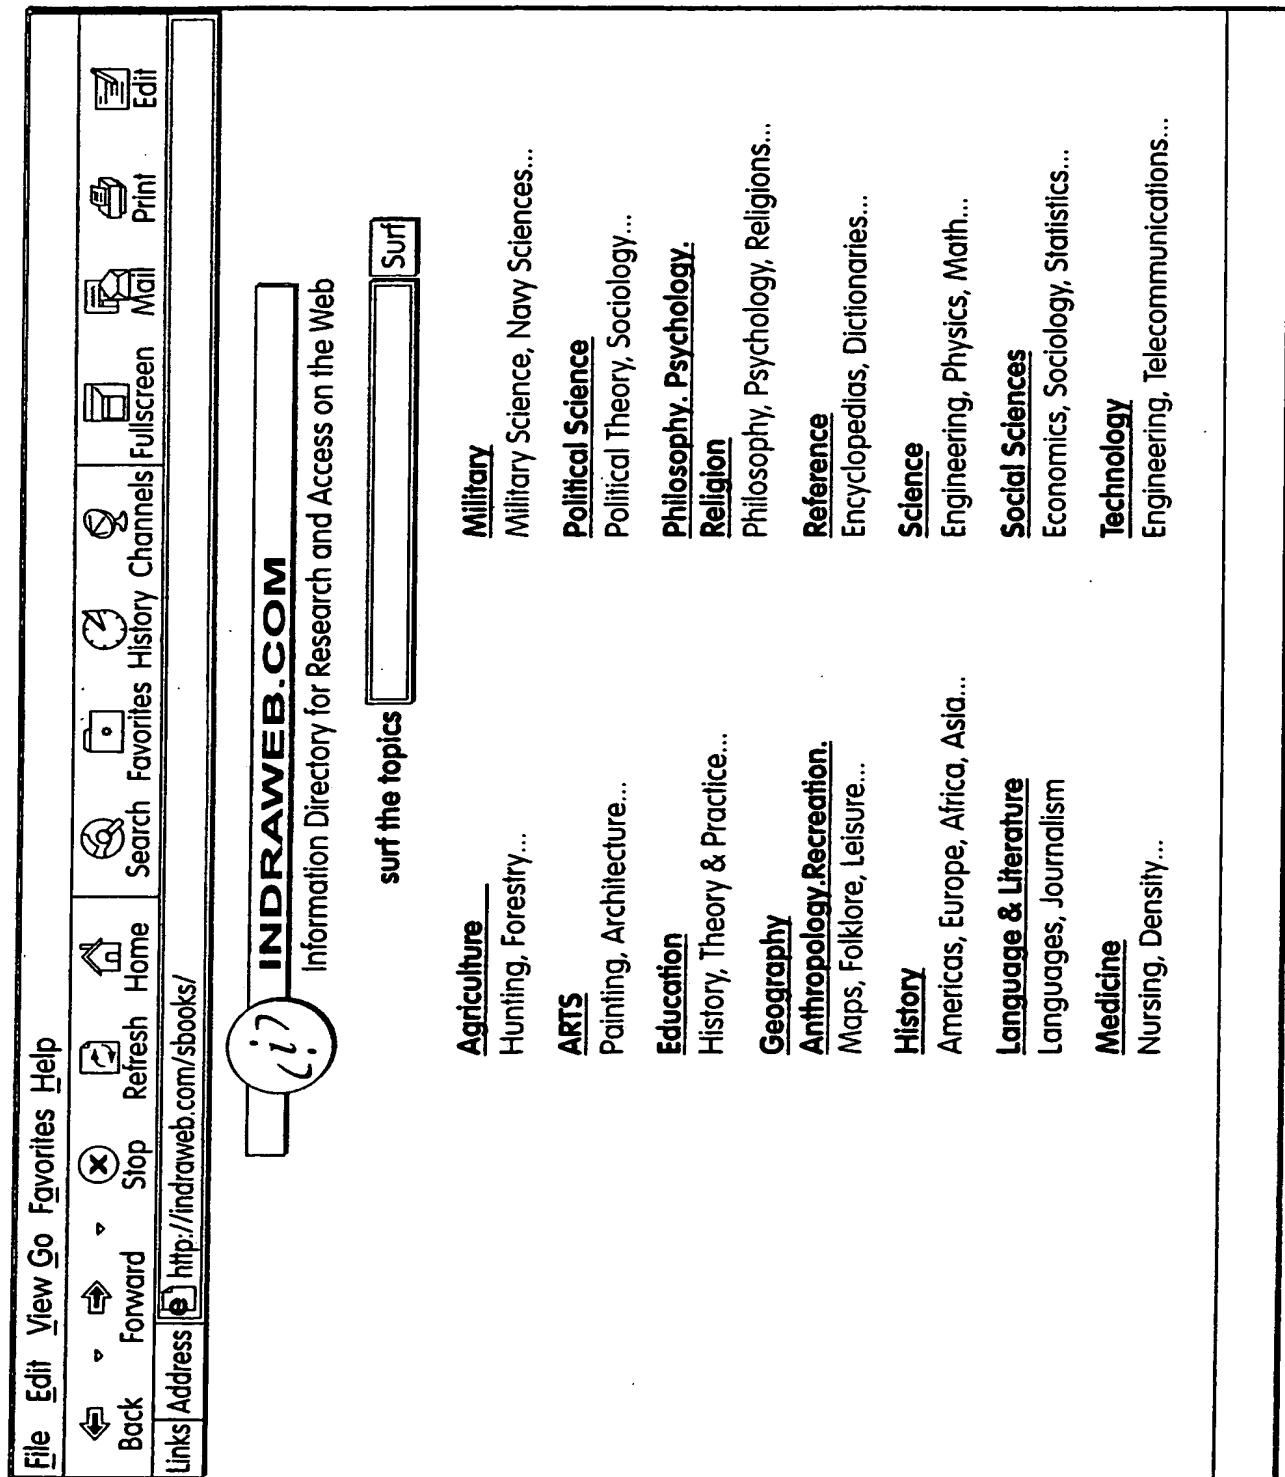 File Edit View Go Favorites Help
Back Forward Stop Refresh Home Search Favorites History Channels Fullscreen Mail Print Edit
Links Address http://indraweb.com/sbooks/
INDRAWEB.COM
Information Directory for Research and Access on the Web
surf the topics Surf
Agriculture
Hunting, Forestry...
ARTS
Painting, Architecture...
Education
History, Theory & Practice...
Geography
Anthropology.Recreation.
Maps, Folklore, Leisure...
History
Americas, Europe, Africa, Asia...
Language & Literature
Languages, Journalism
Medicine
Nursing, Density...
Military
Military Science, Navy Sciences...
Political Science
Political Theory, Sociology...
Philosophy. Psychology.
Religion
Philosophy, Psychology, Religions...
Reference
Encyclopedias, Dictionaries...
Science
Engineering, Physics, Math...
Social Sciences
Economics, Sociology, Statistics...
Technology
Engineering, Telecommunications...